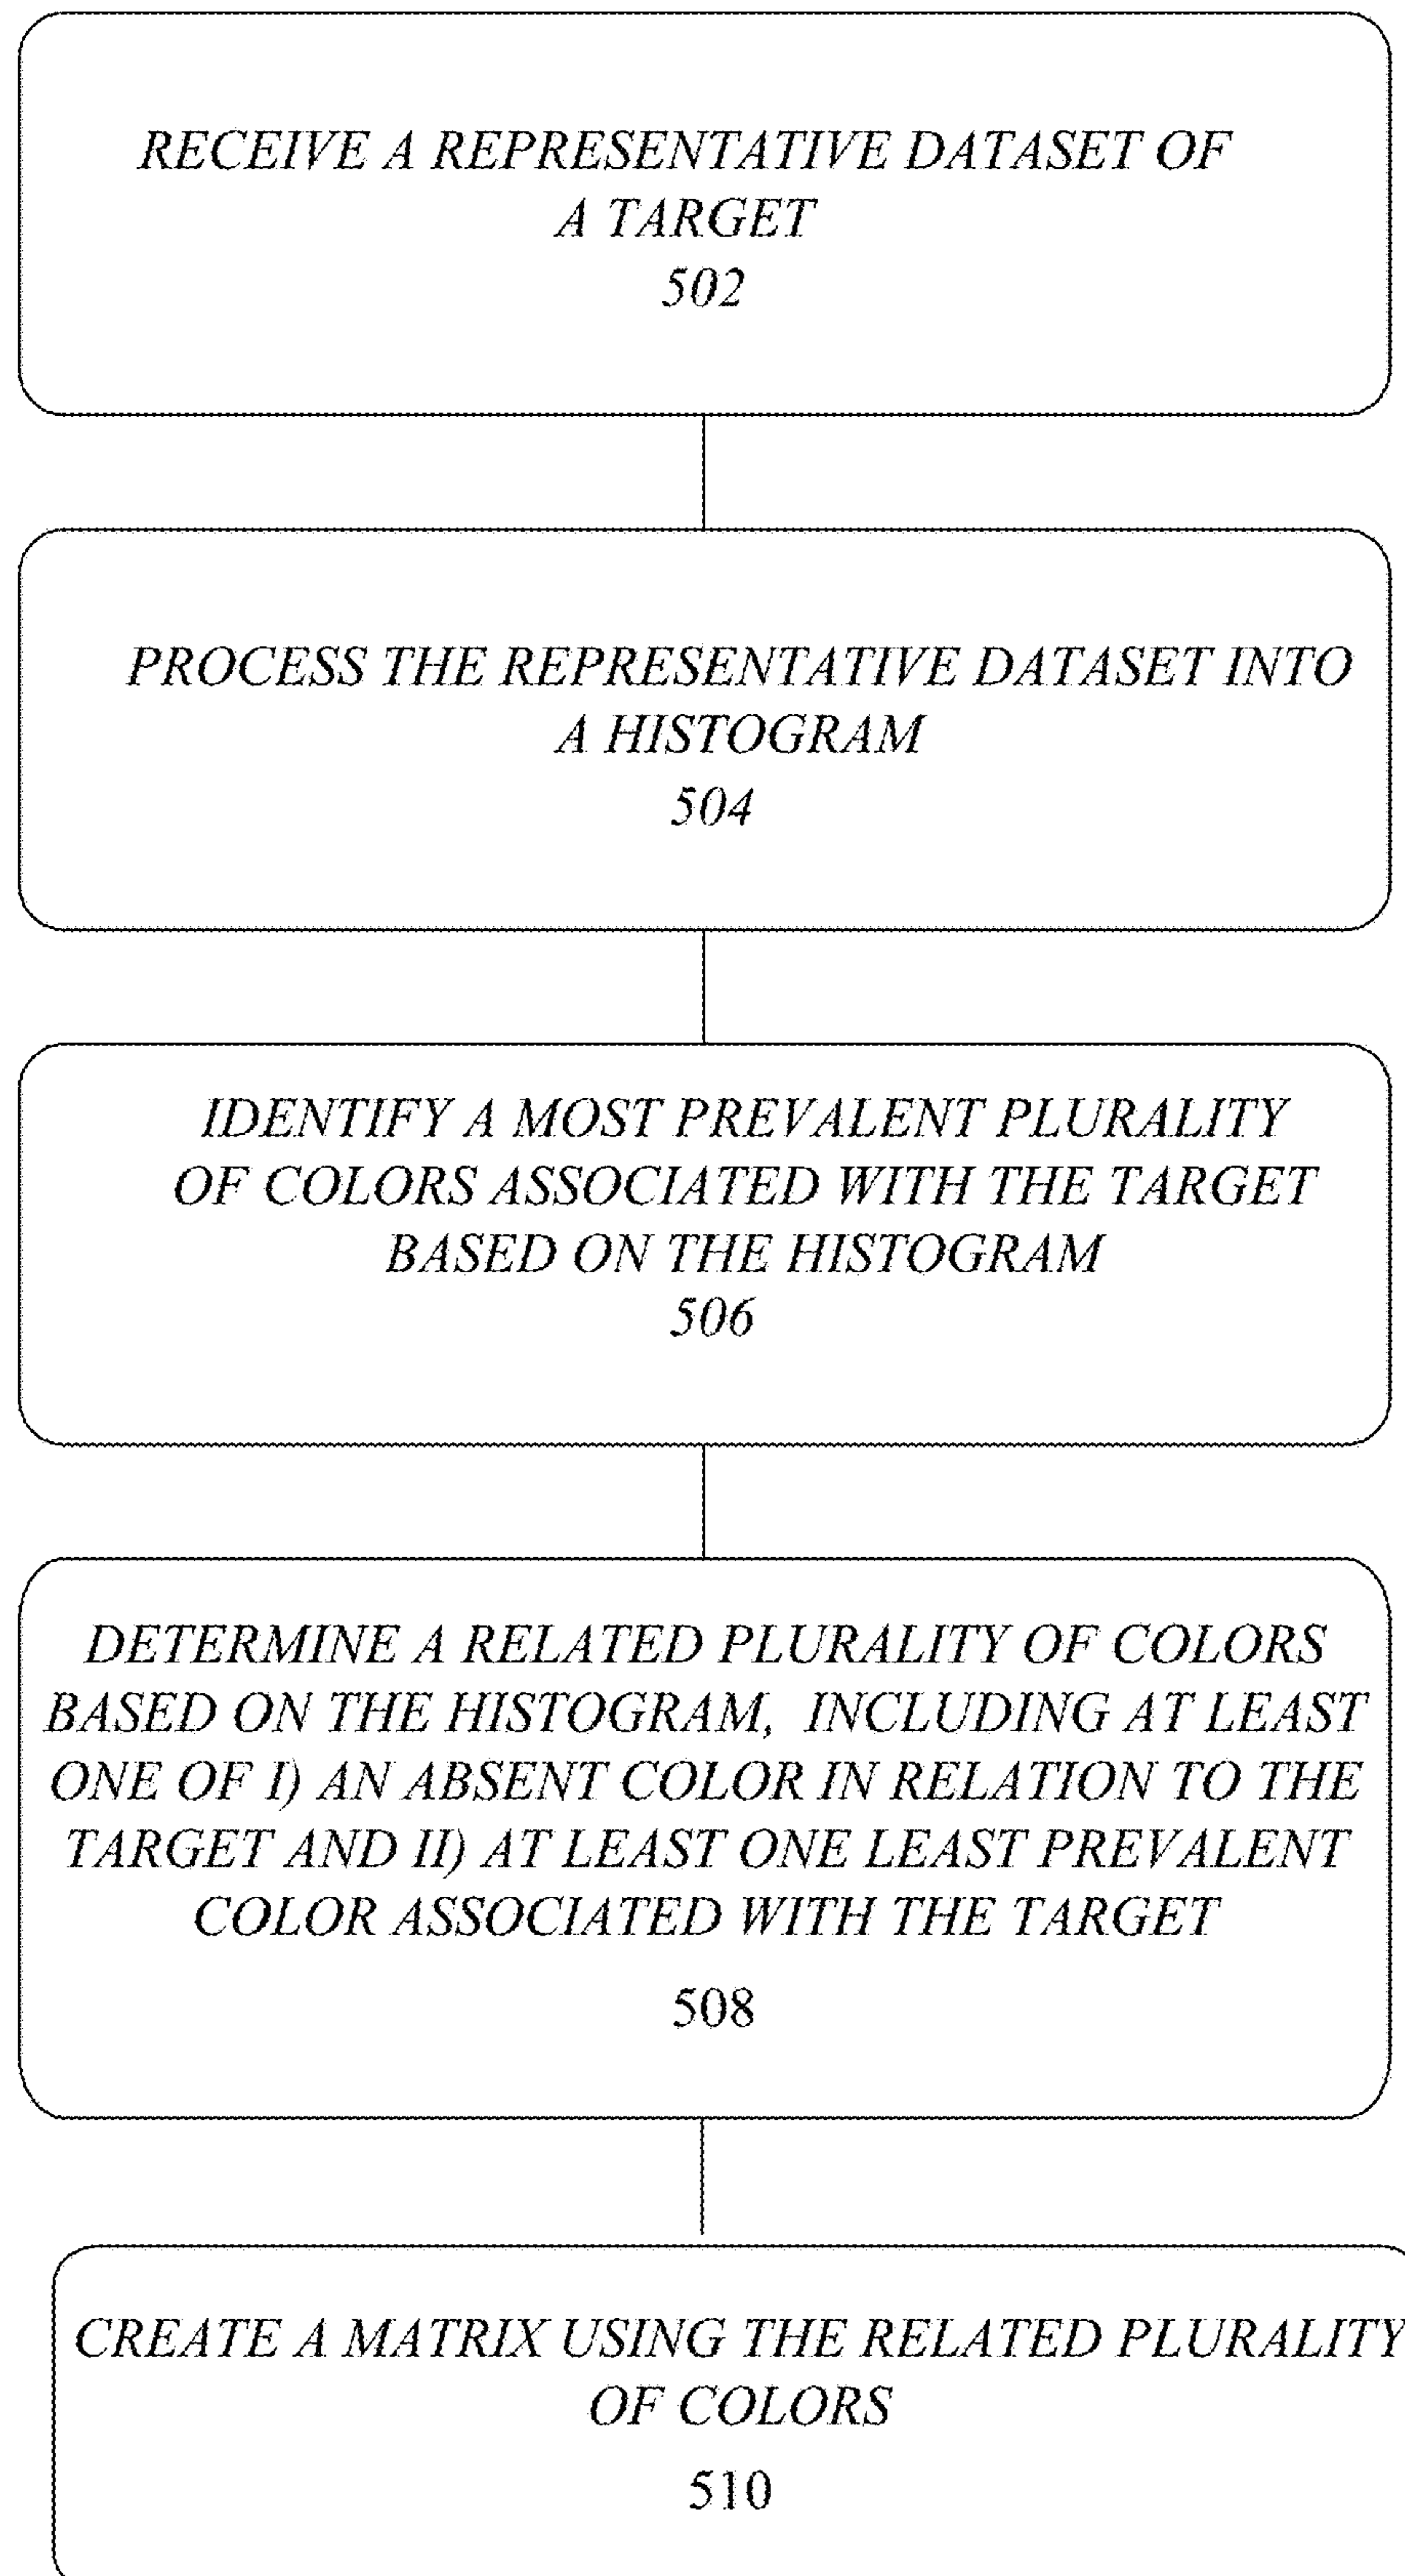 RECEIVE A REPRESENTATIVE DATASET OF
A TARGET
502
PROCESS THE REPRESENTATIVE DATASET INTO
A HISTOGRAM
504
IDENTIFY A MOST PREVALENT PLURALITY
OF COLORS ASSOCIATED WITH THE TARGET
BASED ON THE HISTOGRAM
506
DETERMINE A RELATED PLURALITY OF COLORS
BASED ON THE HISTOGRAM, INCLUDING AT LEAST
ONE OF I) AN ABSENT COLOR IN RELATION TO THE
TARGET AND II) AT LEAST ONE LEAST PREVALENT
COLOR ASSOCIATED WITH THE TARGET
508
CREATE A MATRIX USING THE RELATED PLURALITY
OF COLORS
510